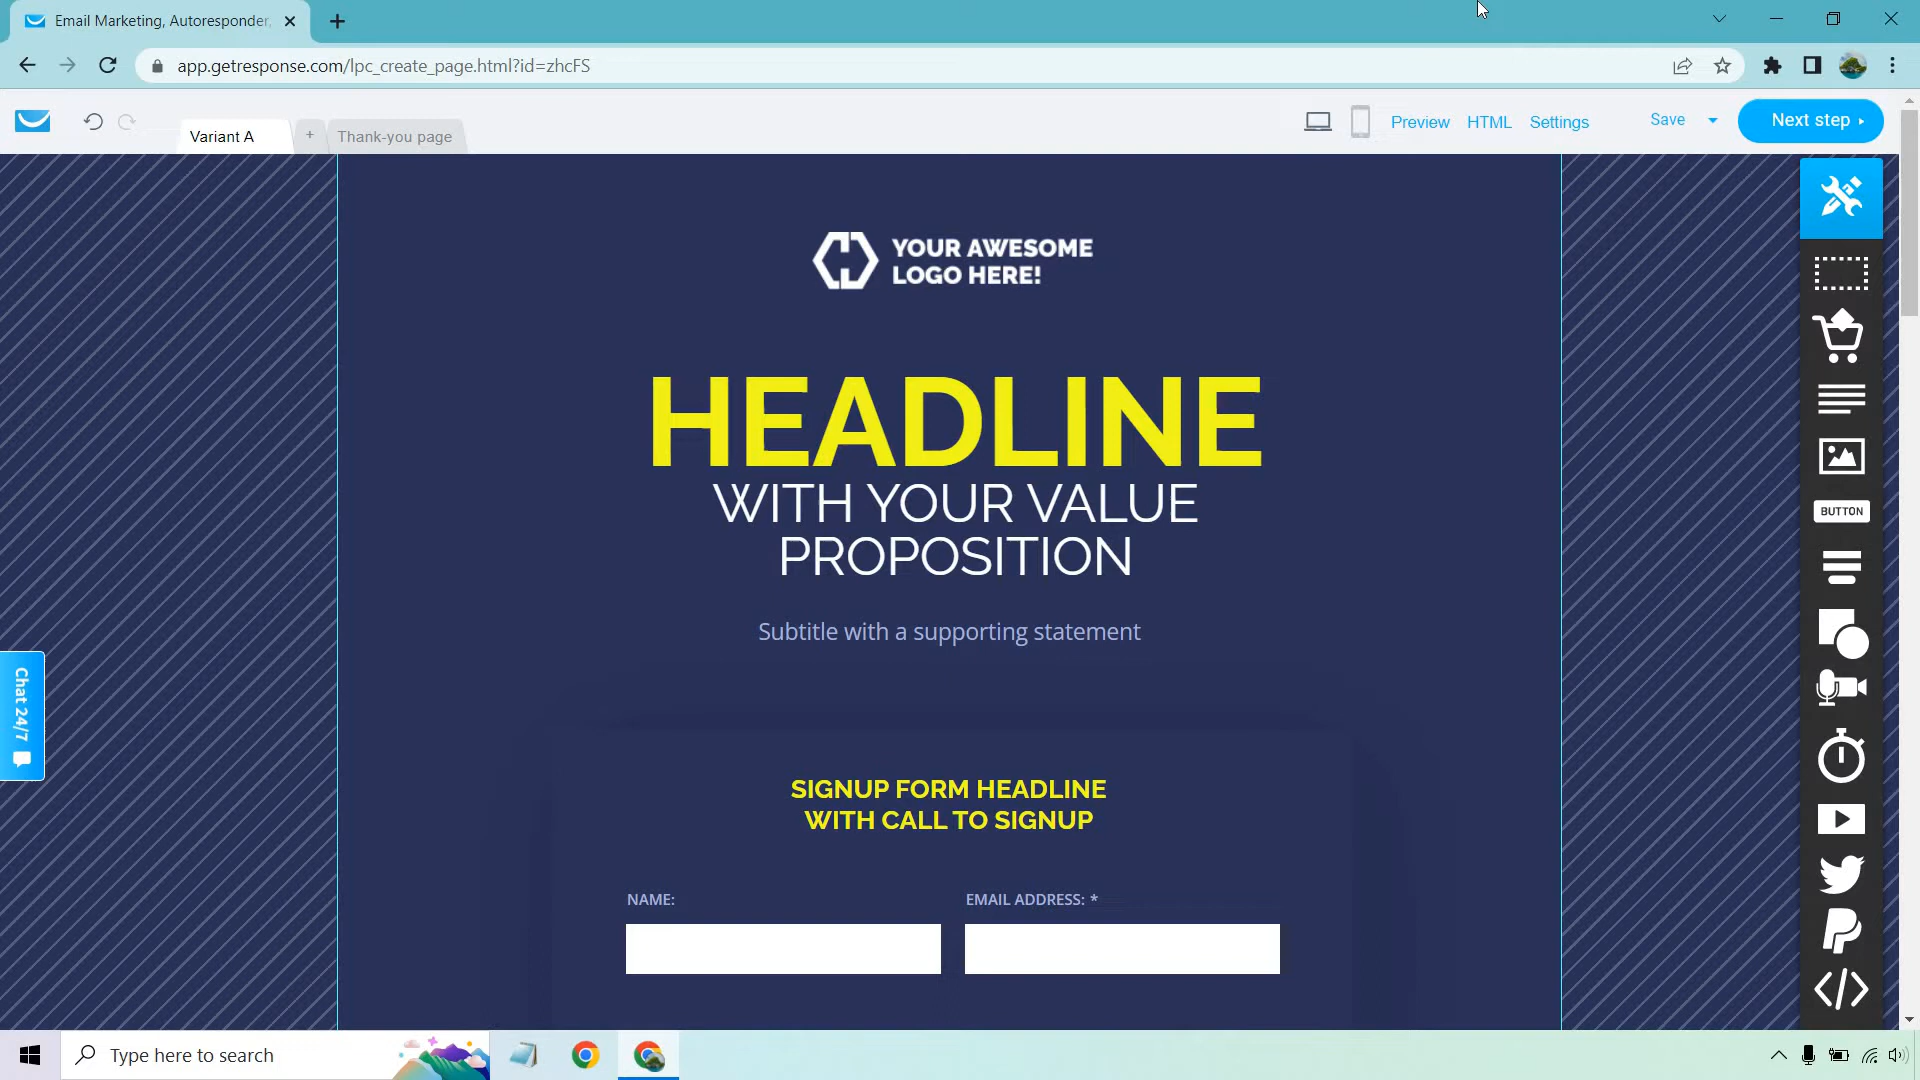 Email Marketing, Autoresponder,
app.getresponse.com/lpc_create_page.html?id=zhcFS
Variant A
+
Thank-you page
Preview
HTML
Settings
Save
Next step
YOUR AWESOME
LOGO HERE!
HEADLINE
WITH YOUR VALUE
PROPOSITION
Subtitle with a supporting statement
BUTTON
Chat 24/7
SIGNUP FORM HEADLINE
WITH CALL TO SIGNUP
NAME:
EMAIL ADDRESS: *
Type here to search